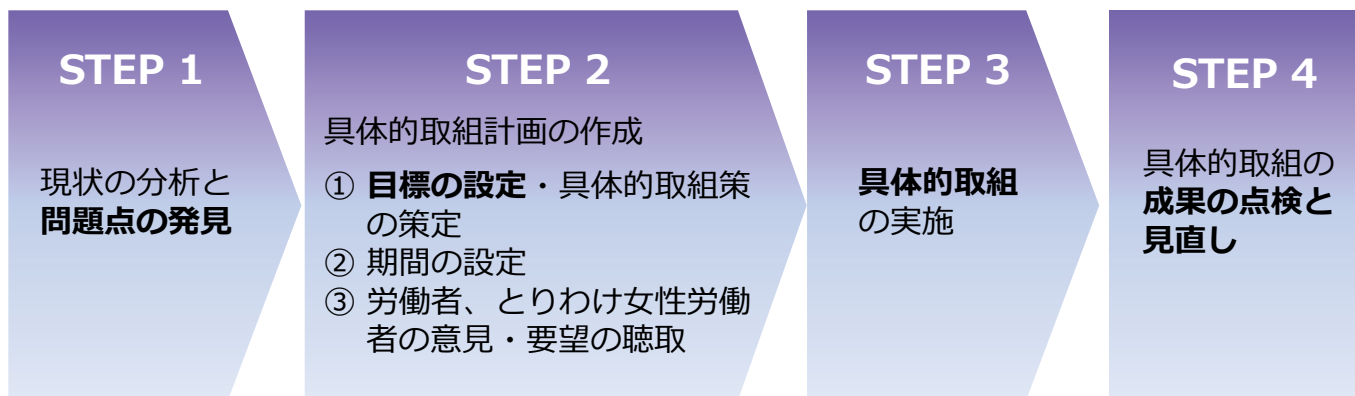 STEP 1
現状の分析と
問題点の発見
STEP 2
具体的取組計画の作成
① 目標の設定・具体的取組策
の策定
② 期間の設定
③ 労働者、とりわけ女性労働
者の意見・要望の聴取
STEP 3
具体的取組
の実施
STEP 4
具体的取組の
成果の点検と
見直し